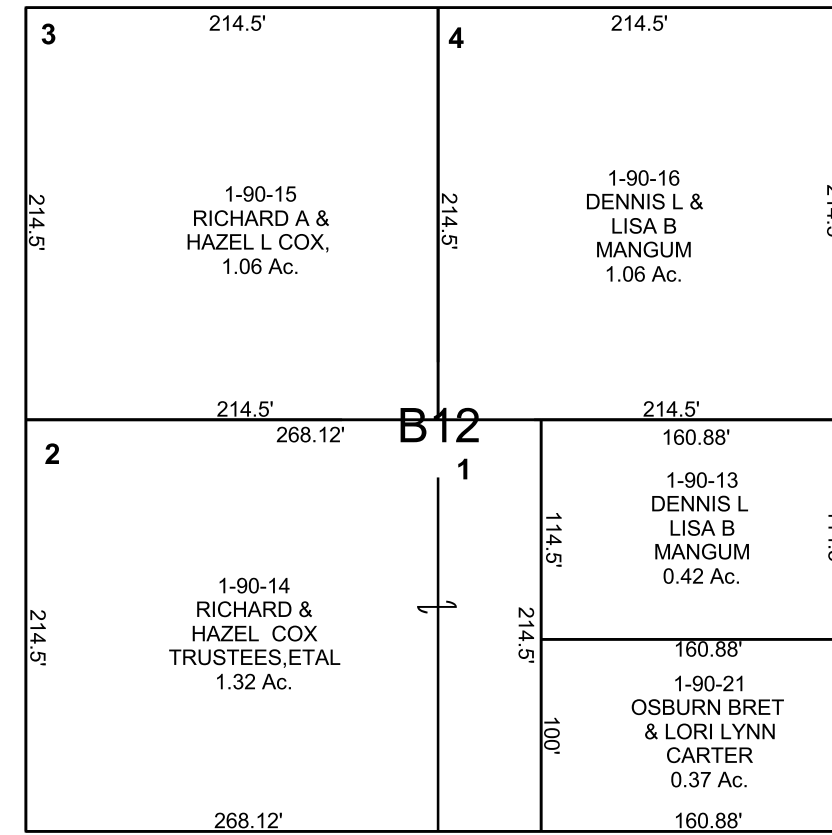 3
214.5'
4
214.5'
214.5'
1-90-15
RICHARD A &
HAZEL L COX,
1.06 Ac.
214.5'
1-90-16
DENNIS L &
LISA B
MANGUM
1.06 Ac.
214.5'
214.5'
B12
268.12'
160.88'
2
1
1-90-13
DENNIS L
LISA B
MANGUM
0.42 Ac.
114.5'
1-90-14
RICHARD &
HAZEL COX
TRUSTEES,ETAL
1.32 Ac.
214.5'
214.5'
160.88'
1-90-21
OSBURN BRET
& LORI LYNN
CARTER
0.37 Ac.
100'
268.12'
160.88'